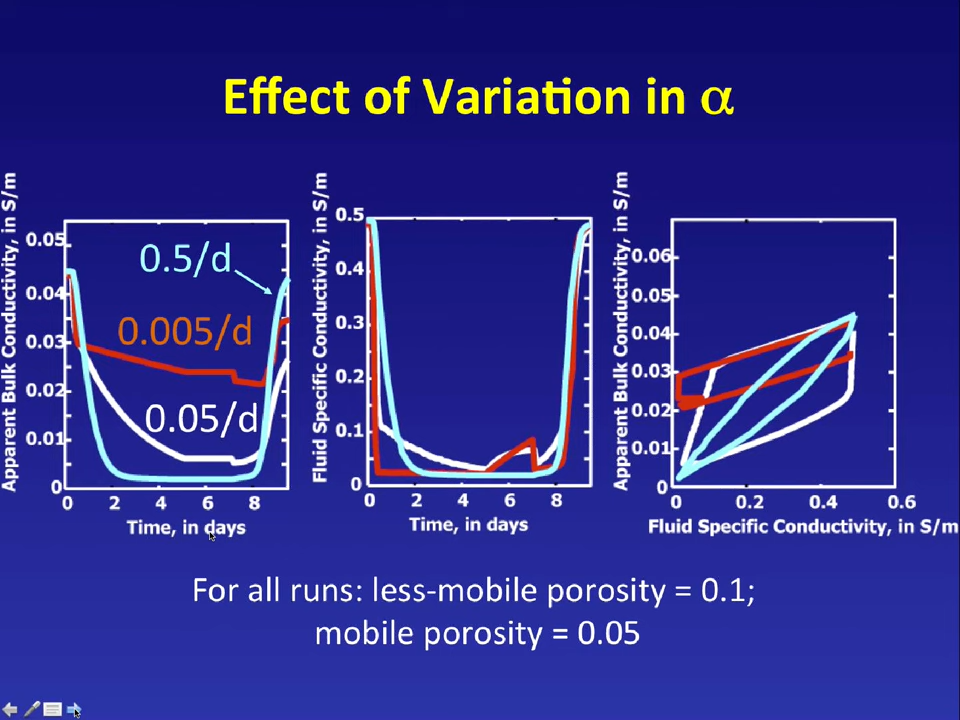 Effect of Variation in α
Apparent Bulk Conductivity, in S/m
0.05
0.04
0.03
0.02
0.01
0
0.5/d
0.005/d
0.05/d
0 2 4 6 8
Time, in days
Fluid Specific Conductivity, in S/m
0.5
0.4
0.3
0.2
0.1
0
0 2 4 6 8
Time, in days
Apparent Bulk Conductivity, in S/m
0.06
0.05
0.04
0.03
0.02
0.01
0
0 0.2 0.4 0.6
Fluid Specific Conductivity, in S/m
For all runs: less-mobile porosity = 0.1;
mobile porosity = 0.05